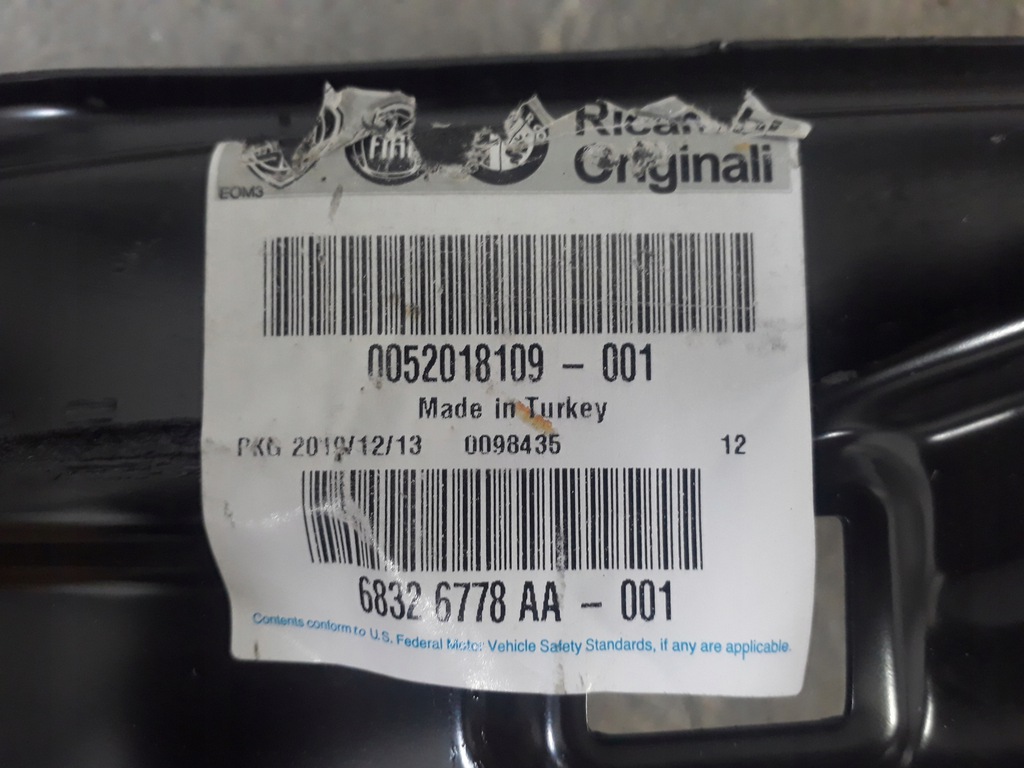 FIAT
Originali
EOM3
0052018109 - 001
Made in Turkey
PKG 2019/12/13 0098435 12
6832 6778 AA - 001
Contents conform to U.S. Federal Motor Vehicle Safety Standards, if any are applicable.